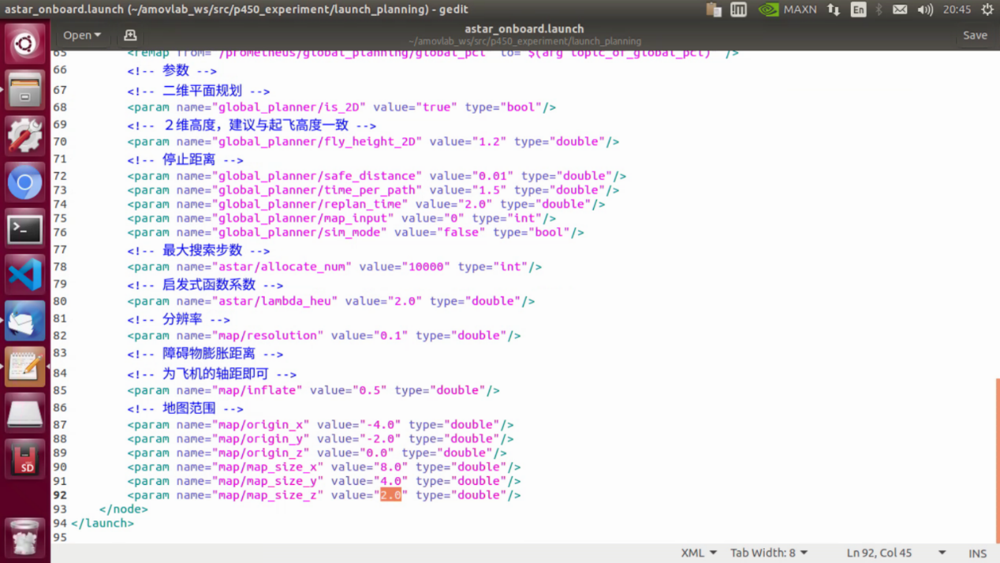 astar_onboard.launch (~/amovlab_ws/src/p450_experiment/launch_planning) - gedit
MAXN
En
20:45
Open
astar_onboard.launch
~/amovlab_ws/src/p450_experiment/launch_planning
Save
65 <remap from="/prometheus/global_planning/global_pcl" to="$(arg topic_of_global_pcl)" />
66 <!-- 参数 -->
67 <!-- 二维平面规划 -->
68 <param name="global_planner/is_2D" value="true" type="bool"/>
69 <!-- ２维高度，建议与起飞高度一致 -->
70 <param name="global_planner/fly_height_2D" value="1.2" type="double"/>
71 <!-- 停止距离 -->
72 <param name="global_planner/safe_distance" value="0.01" type="double"/>
73 <param name="global_planner/time_per_path" value="1.5" type="double"/>
74 <param name="global_planner/replan_time" value="2.0" type="double"/>
75 <param name="global_planner/map_input" value="0" type="int"/>
76 <param name="global_planner/sim_mode" value="false" type="bool"/>
77 <!-- 最大搜索步数 -->
78 <param name="astar/allocate_num" value="10000" type="int"/>
79 <!-- 启发式函数系数 -->
80 <param name="astar/lambda_heu" value="2.0" type="double"/>
81 <!-- 分辨率 -->
82 <param name="map/resolution" value="0.1" type="double"/>
83 <!-- 障碍物膨胀距离 -->
84 <!-- 为飞机的轴距即可 -->
85 <param name="map/inflate" value="0.5" type="double"/>
86 <!-- 地图范围 -->
87 <param name="map/origin_x" value="-4.0" type="double"/>
88 <param name="map/origin_y" value="-2.0" type="double"/>
89 <param name="map/origin_z" value="0.0" type="double"/>
90 <param name="map/map_size_x" value="8.0" type="double"/>
91 <param name="map/map_size_y" value="4.0" type="double"/>
92 <param name="map/map_size_z" value="2.0" type="double"/>
93 </node>
94 </launch>
95
SD
XML
Tab Width: 8
Ln 92, Col 45
INS